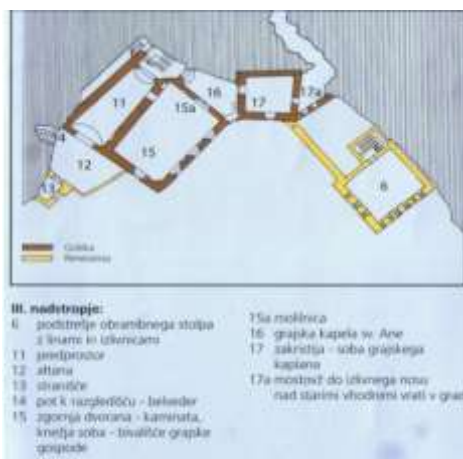 11
15a
16
17
17a
4
12
13
15
6
Gotika
Renesansa
III. nadstropje:
6 podstrešje obrambnega stolpa
z linami in izlivnicami
11 predprostor
12 altana
13 stranišče
14 pot k razgledišču - belveder
15 zgornja dvorana - kaminata,
knežja soba - bivališče grajske
gospode
15a molilnica
16 grajska kapela sv. Ane
17 zakristija - soba grajskega
kaplana
17a mostovž do izlivnega nosu
nad starimi vhodnimi vrati v grad